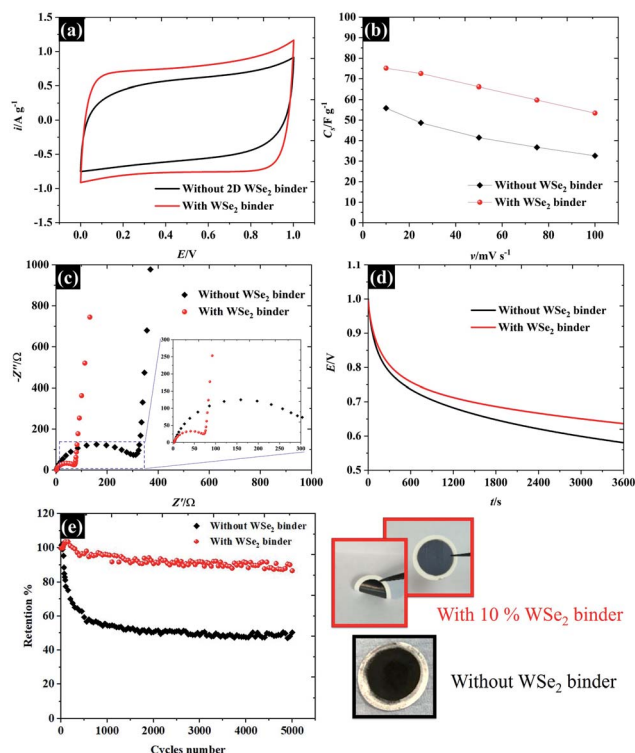 (a)
1.5
1.0
0.5
0.0
-0.5
-1.0
-1.5
i/A g⁻¹
0.0 0.2 0.4 0.6 0.8 1.0
E/V
Without 2D WSe₂ binder
With WSe₂ binder
(b)
100
90
80
70
60
50
40
30
20
10
0
Cₛ/F g⁻¹
0 20 40 60 80 100
ν/mV s⁻¹
Without WSe₂ binder
With WSe₂ binder
(c)
1000
800
600
400
200
0
-Z''/Ω
0 200 400 600 800 1000
Z'/Ω
Without WSe₂ binder
With WSe₂ binder
300
250
200
150
100
50
0
0 50 100 150 200 250 300
(d)
1.0
0.9
0.8
0.7
0.6
0.5
E/V
0 600 1200 1800 2400 3000 3600
t/s
Without WSe₂ binder
With WSe₂ binder
(e)
120
100
80
60
40
20
0
Retention %
0 1000 2000 3000 4000 5000
Cycles number
Without WSe₂ binder
With WSe₂ binder
With 10 % WSe₂ binder
Without WSe₂ binder